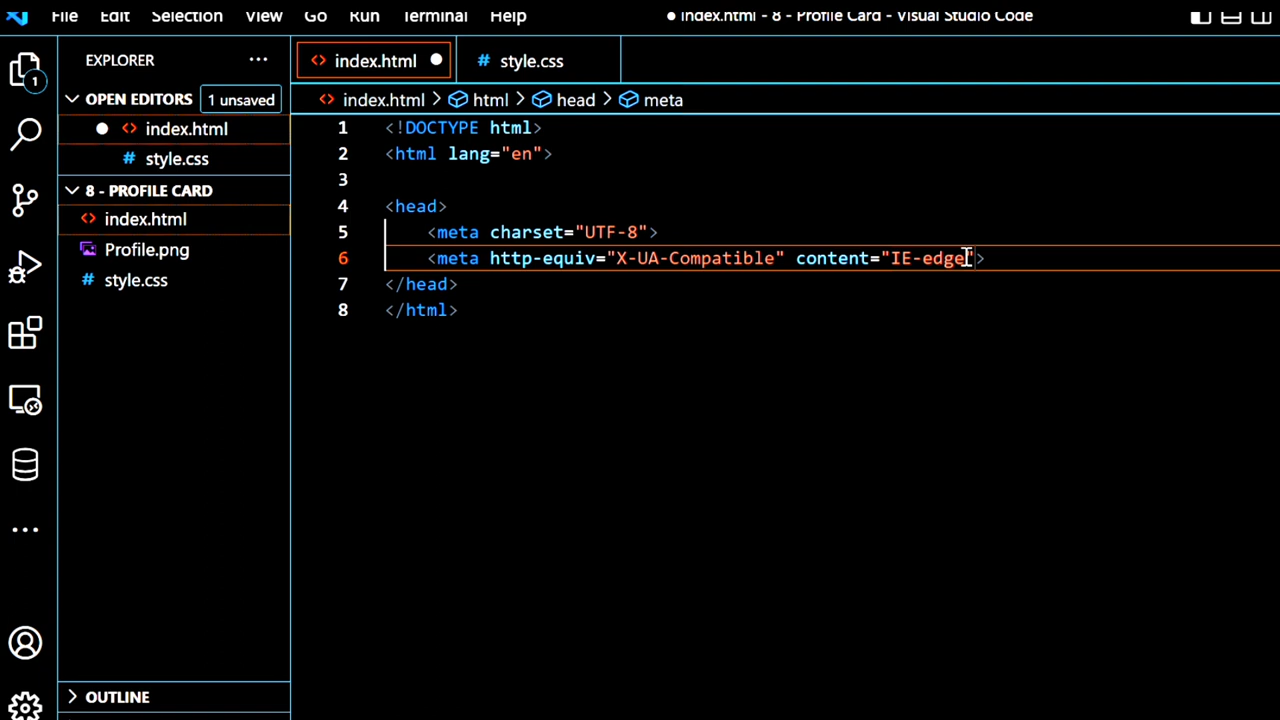 File Edit Selection View Go Run Terminal Help ● index.html - 8 - Profile Card - Visual Studio Code
EXPLORER ···
index.html ●
# style.css
1
OPEN EDITORS 1 unsaved
index.html > html > head > meta
● <> index.html
# style.css
8 - PROFILE CARD
<> index.html
Profile.png
# style.css
1 <!DOCTYPE html>
2 <html lang="en">
3
4 <head>
5 <meta charset="UTF-8">
6 <meta http-equiv="X-UA-Compatible" content="IE-edge">
7 </head>
8 </html>
OUTLINE